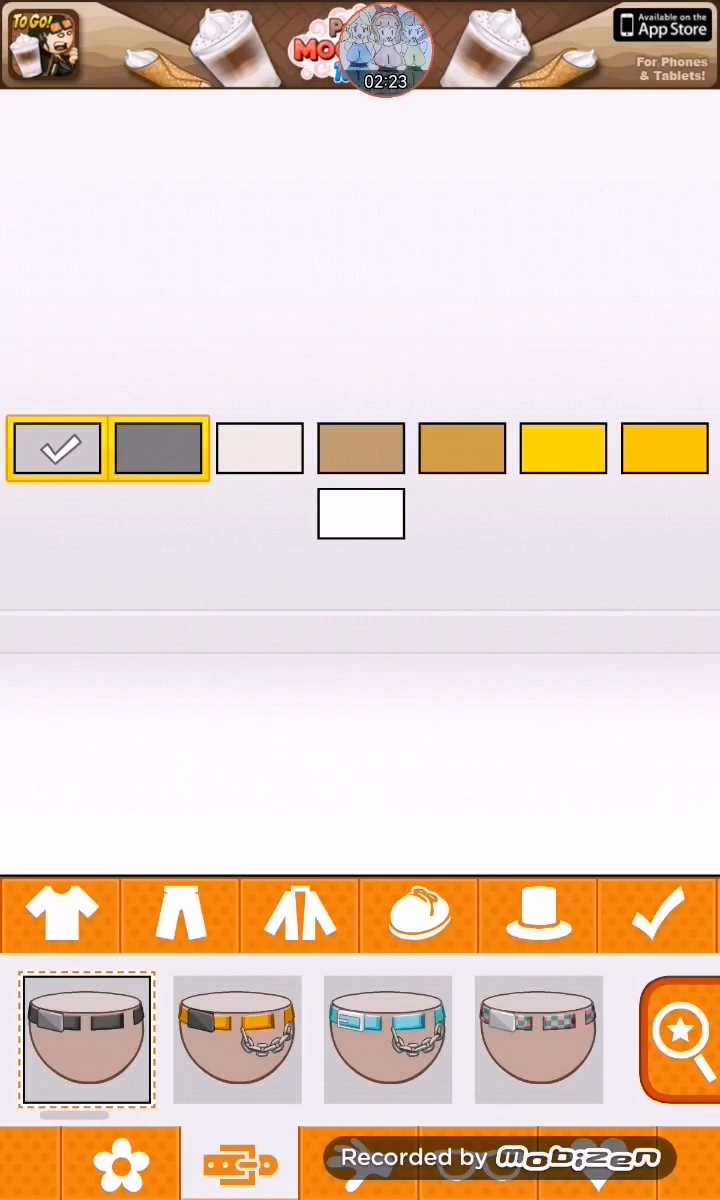 TO GO!
02:23
Available on the
App Store
For Phones
& Tablets!
Recorded by Mobizen